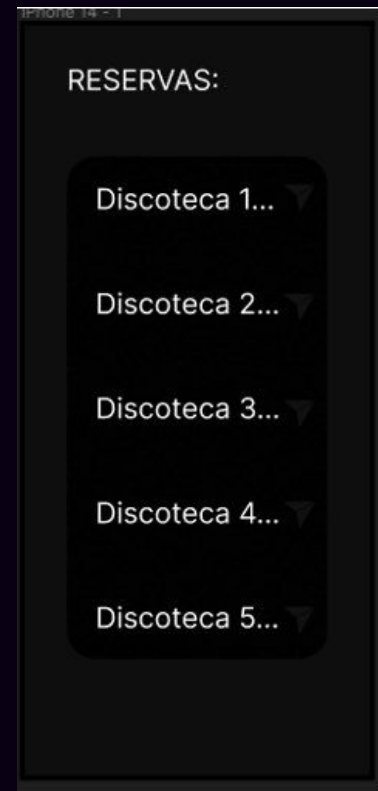 iPhone 14 - 1
RESERVAS:
Discoteca 1...
Discoteca 2...
Discoteca 3...
Discoteca 4...
Discoteca 5...